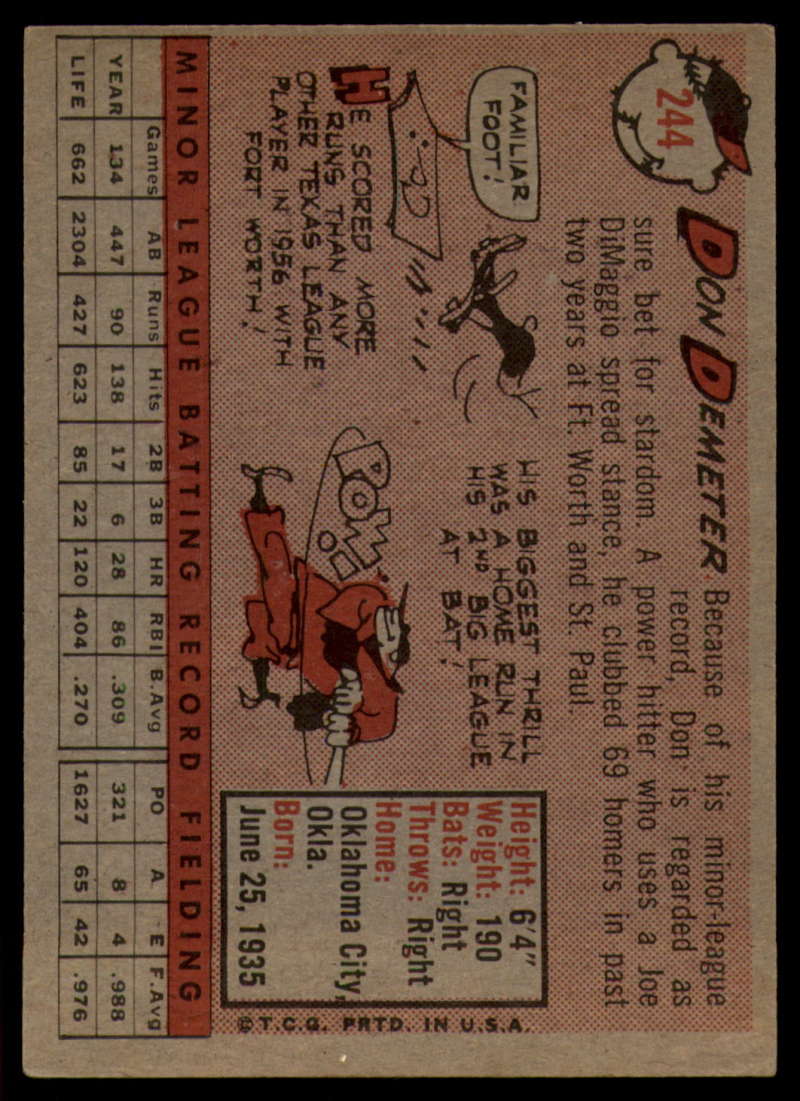 244
DON DEMETER
Because of his minor-league
record, Don is regarded as
sure bet for stardom. A power hitter who uses a Joe
DiMaggio spread stance, he clubbed 69 homers in past
two years at Ft. Worth and St. Paul.
FAMILIAR
FOOT!
HE SCORED MORE
RUNS THAN ANY
OTHER TEXAS LEAGUE
PLAYER IN 1956 WITH
FORT WORTH!
HIS BIGGEST THRILL
WAS A HOME RUN IN
HIS 2ND BIG LEAGUE
AT BAT!
POW!
Height: 6'4"
Weight: 190
Bats: Right
Throws: Right
Home:
Oklahoma City,
Okla.
Born:
June 25, 1935
© T.C.G. PRTD. IN U.S.A.
MINOR LEAGUE BATTING RECORD FIELDING
Games AB Runs Hits 2B 3B HR RBI B.Avg PO A E F.Avg
YEAR 134 447 90 138 17 6 28 86 .309 321 8 4 .988
LIFE 662 2304 427 623 85 22 120 404 .270 1627 65 42 .976